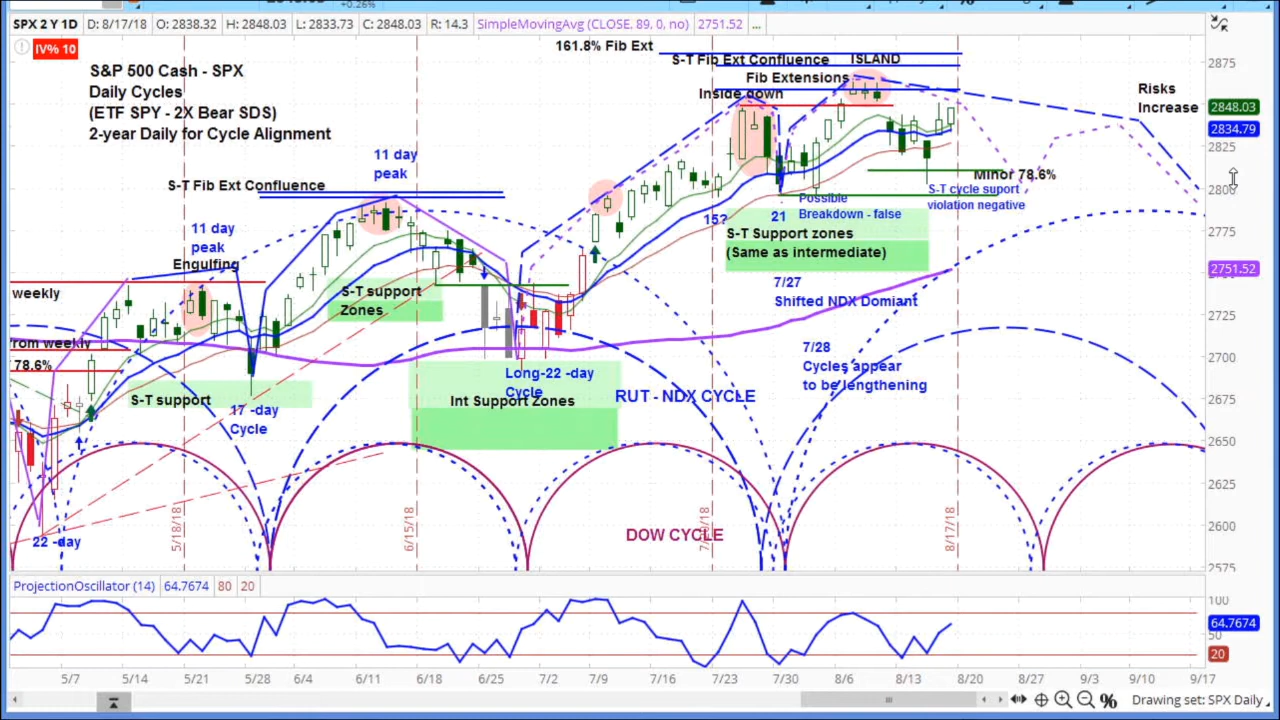 +0.26%
SPX 2 Y 1D
D: 8/17/18
O: 2838.32
H: 2848.03
L: 2833.73
C: 2848.03
R: 14.3
SimpleMovingAvg (CLOSE, 89, 0, no)
2751.52
...
IV% 10
161.8% Fib Ext
S-T Fib Ext Confluence
ISLAND
Fib Extensions
Inside down
S&P 500 Cash - SPX
Daily Cycles
(ETF SPY - 2X Bear SDS)
2-year Daily for Cycle Alignment
Risks
Increase
11 day
peak
S-T Fib Ext Confluence
11 day
peak
Engulfing
weekly
rom weekly
78.6%
S-T support
Zones
S-T support
17 -day
Cycle
22 -day
Long-22 -day
Cycle
Int Support Zones
RUT - NDX CYCLE
DOW CYCLE
15?
21
Possible
Breakdown - false
Minor 78.6%
S-T cycle suport
violation negative
S-T Support zones
(Same as intermediate)
7/27
Shifted NDX Domiant
7/28
Cycles appear
to be lengthening
5/18/18
6/15/18
8/17/18
2875
2848.03
2834.79
2825
2800
2775
2751.52
2725
2700
2675
2650
2625
2600
2575
ProjectionOscillator (14)
64.7674
80
20
100
64.7674
50
20
5/7
5/14
5/21
5/28
6/4
6/11
6/18
6/25
7/2
7/9
7/16
7/23
7/30
8/6
8/13
8/20
8/27
9/3
9/10
9/17
Drawing set: SPX Daily